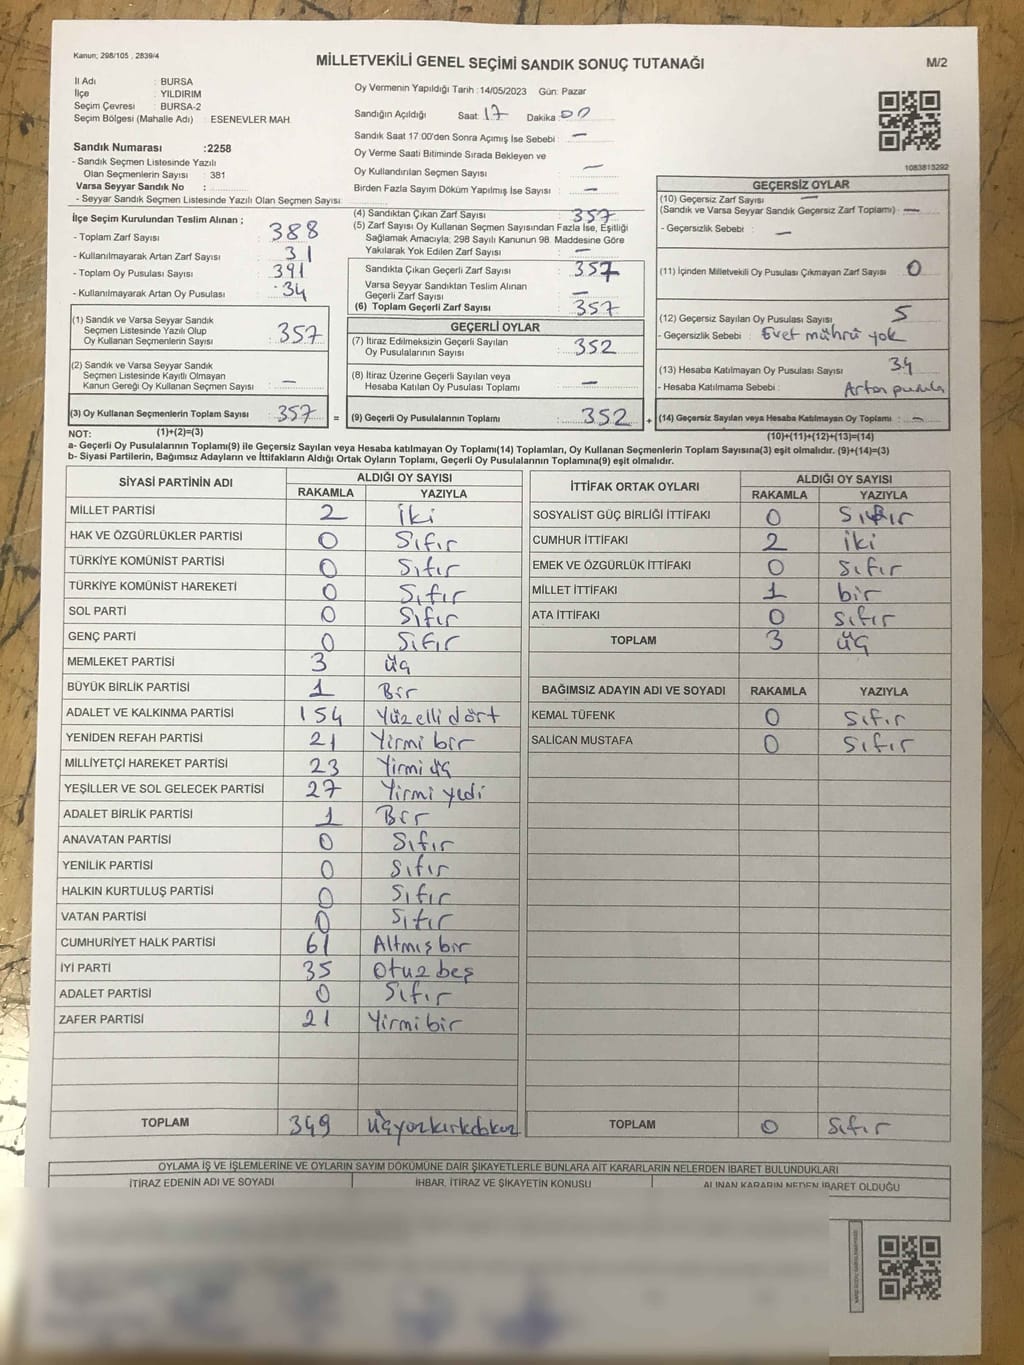 Kanun; 298/105 , 2839/4
MİLLETVEKİLİ GENEL SEÇİMİ SANDIK SONUÇ TUTANAĞI
M/2
İl Adı : BURSA
İlçe : YILDIRIM
Seçim Çevresi : BURSA-2
Seçim Bölgesi (Mahalle Adı) : ESENEVLER MAH.
Sandık Numarası :2258
- Sandık Seçmen Listesinde Yazılı
Olan Seçmenlerin Sayısı : 381
Varsa Seyyar Sandık No :
- Seyyar Sandık Seçmen Listesinde Yazılı Olan Seçmen Sayısı:
Oy Vermenin Yapıldığı Tarih :14/05/2023 Gün: Pazar
Sandığın Açıldığı Saat: 17 Dakika: 00
Sandık Saat 17:00'den Sonra Açımış İse Sebebi : —
Oy Verme Saati Bitiminde Sırada Bekleyen ve
Oy Kullandırılan Seçmen Sayısı : —
Birden Fazla Sayım Döküm Yapılmış İse Sayısı : —
1083815292
İlçe Seçim Kurulundan Teslim Alınan ;
- Toplam Zarf Sayısı : 388
- Kullanılmayarak Artan Zarf Sayısı : 31
- Toplam Oy Pusulası Sayısı : 391
- Kullanılmayarak Artan Oy Pusulası : 34
(1) Sandık ve Varsa Seyyar Sandık
Seçmen Listesinde Yazılı Olup
Oy Kullanan Seçmenlerin Sayısı : 357
(2) Sandık ve Varsa Seyyar Sandık
Seçmen Listesinde Kayıtlı Olmayan
Kanun Gereği Oy Kullanan Seçmen Sayısı : —
(3) Oy Kullanan Seçmenlerin Toplam Sayısı : 357 =
(4) Sandıktan Çıkan Zarf Sayısı : 357
(5) Zarf Sayısı Oy Kullanan Seçmen Sayısından Fazla İse, Eşitliği
Sağlamak Amacıyla; 298 Sayılı Kanunun 98. Maddesine Göre
Yakılarak Yok Edilen Zarf Sayısı : —
Sandıkta Çıkan Geçerli Zarf Sayısı : 357
Varsa Seyyar Sandıktan Teslim Alınan
Geçerli Zarf Sayısı : —
(6) Toplam Geçerli Zarf Sayısı : 357
GEÇERLİ OYLAR
(7) İtiraz Edilmeksizin Geçerli Sayılan
Oy Pusulalarının Sayısı : 352
(8) İtiraz Üzerine Geçerli Sayılan veya
Hesaba Katılan Oy Pusulası Toplamı : —
(9) Geçerli Oy Pusulalarının Toplamı : 352 +
GEÇERSİZ OYLAR
(10) Geçersiz Zarf Sayısı —
(Sandık ve Varsa Seyyar Sandık Geçersiz Zarf Toplamı) : —
- Geçersizlik Sebebi : —
(11) İçinden Milletvekili Oy Pusulası Çıkmayan Zarf Sayısı : 0
(12) Geçersiz Sayılan Oy Pusulası Sayısı : 5
- Geçersizlik Sebebi : Evet mührü yok
(13) Hesaba Katılmayan Oy Pusulası Sayısı : 34
- Hesaba Katılmama Sebebi : Artan pusula
(14) Geçersiz Sayılan veya Hesaba Katılmayan Oy Toplamı :
NOT: (1)+(2)=(3) (10)+(11)+(12)+(13)=(14)
a- Geçerli Oy Pusulalarının Toplamı(9) ile Geçersiz Sayılan veya Hesaba katılmayan Oy Toplamı(14) Toplamları, Oy Kullanan Seçmenlerin Toplam Sayısına(3) eşit olmalıdır. (9)+(14)=(3)
b- Siyasi Partilerin, Bağımsız Adayların ve İttifakların Aldığı Ortak Oyların Toplamı, Geçerli Oy Pusulalarının Toplamına(9) eşit olmalıdır.
SİYASİ PARTİNİN ADI ALDIĞI OY SAYISI
RAKAMLA YAZIYLA
MİLLET PARTİSİ 2 iki
HAK VE ÖZGÜRLÜKLER PARTİSİ 0 Sıfır
TÜRKİYE KOMÜNİST PARTİSİ 0 Sıfır
TÜRKİYE KOMÜNİST HAREKETİ 0 Sıfır
SOL PARTİ 0 Sıfır
GENÇ PARTİ 0 Sıfır
MEMLEKET PARTİSİ 3 üç
BÜYÜK BİRLİK PARTİSİ 1 Bir
ADALET VE KALKINMA PARTİSİ 154 Yüzelli dört
YENİDEN REFAH PARTİSİ 21 Yirmi bir
MİLLİYETÇİ HAREKET PARTİSİ 23 Yirmi üç
YEŞİLLER VE SOL GELECEK PARTİSİ 27 Yirmi yedi
ADALET BİRLİK PARTİSİ 1 Bir
ANAVATAN PARTİSİ 0 Sıfır
YENİLİK PARTİSİ 0 Sıfır
HALKIN KURTULUŞ PARTİSİ 0 Sıfır
VATAN PARTİSİ 0 Sıfır
CUMHURİYET HALK PARTİSİ 61 Altmış bir
İYİ PARTİ 35 Otuz beş
ADALET PARTİSİ 0 Sıfır
ZAFER PARTİSİ 21 Yirmi bir
TOPLAM 349 üçyüzkırkdokuz
İTTİFAK ORTAK OYLARI ALDIĞI OY SAYISI
RAKAMLA YAZIYLA
SOSYALİST GÜÇ BİRLİĞİ İTTİFAKI 0 Sıfır
CUMHUR İTTİFAKI 2 iki
EMEK VE ÖZGÜRLÜK İTTİFAKI 0 Sıfır
MİLLET İTTİFAKI 1 bir
ATA İTTİFAKI 0 Sıfır
TOPLAM 3 üç
BAĞIMSIZ ADAYIN ADI VE SOYADI RAKAMLA YAZIYLA
KEMAL TÜFENK 0 Sıfır
SALİCAN MUSTAFA 0 Sıfır
TOPLAM 0 Sıfır
OYLAMA İŞ VE İŞLEMLERİNE VE OYLARIN SAYIM DÖKÜMÜNE DAİR ŞİKAYETLERLE BUNLARA AİT KARARLARIN NELERDEN İBARET BULUNDUKLARI
İTİRAZ EDENİN ADI VE SOYADI İHBAR, İTİRAZ VE ŞİKAYETİN KONUSU ALINAN KARARIN NEDEN İBARET OLDUĞU